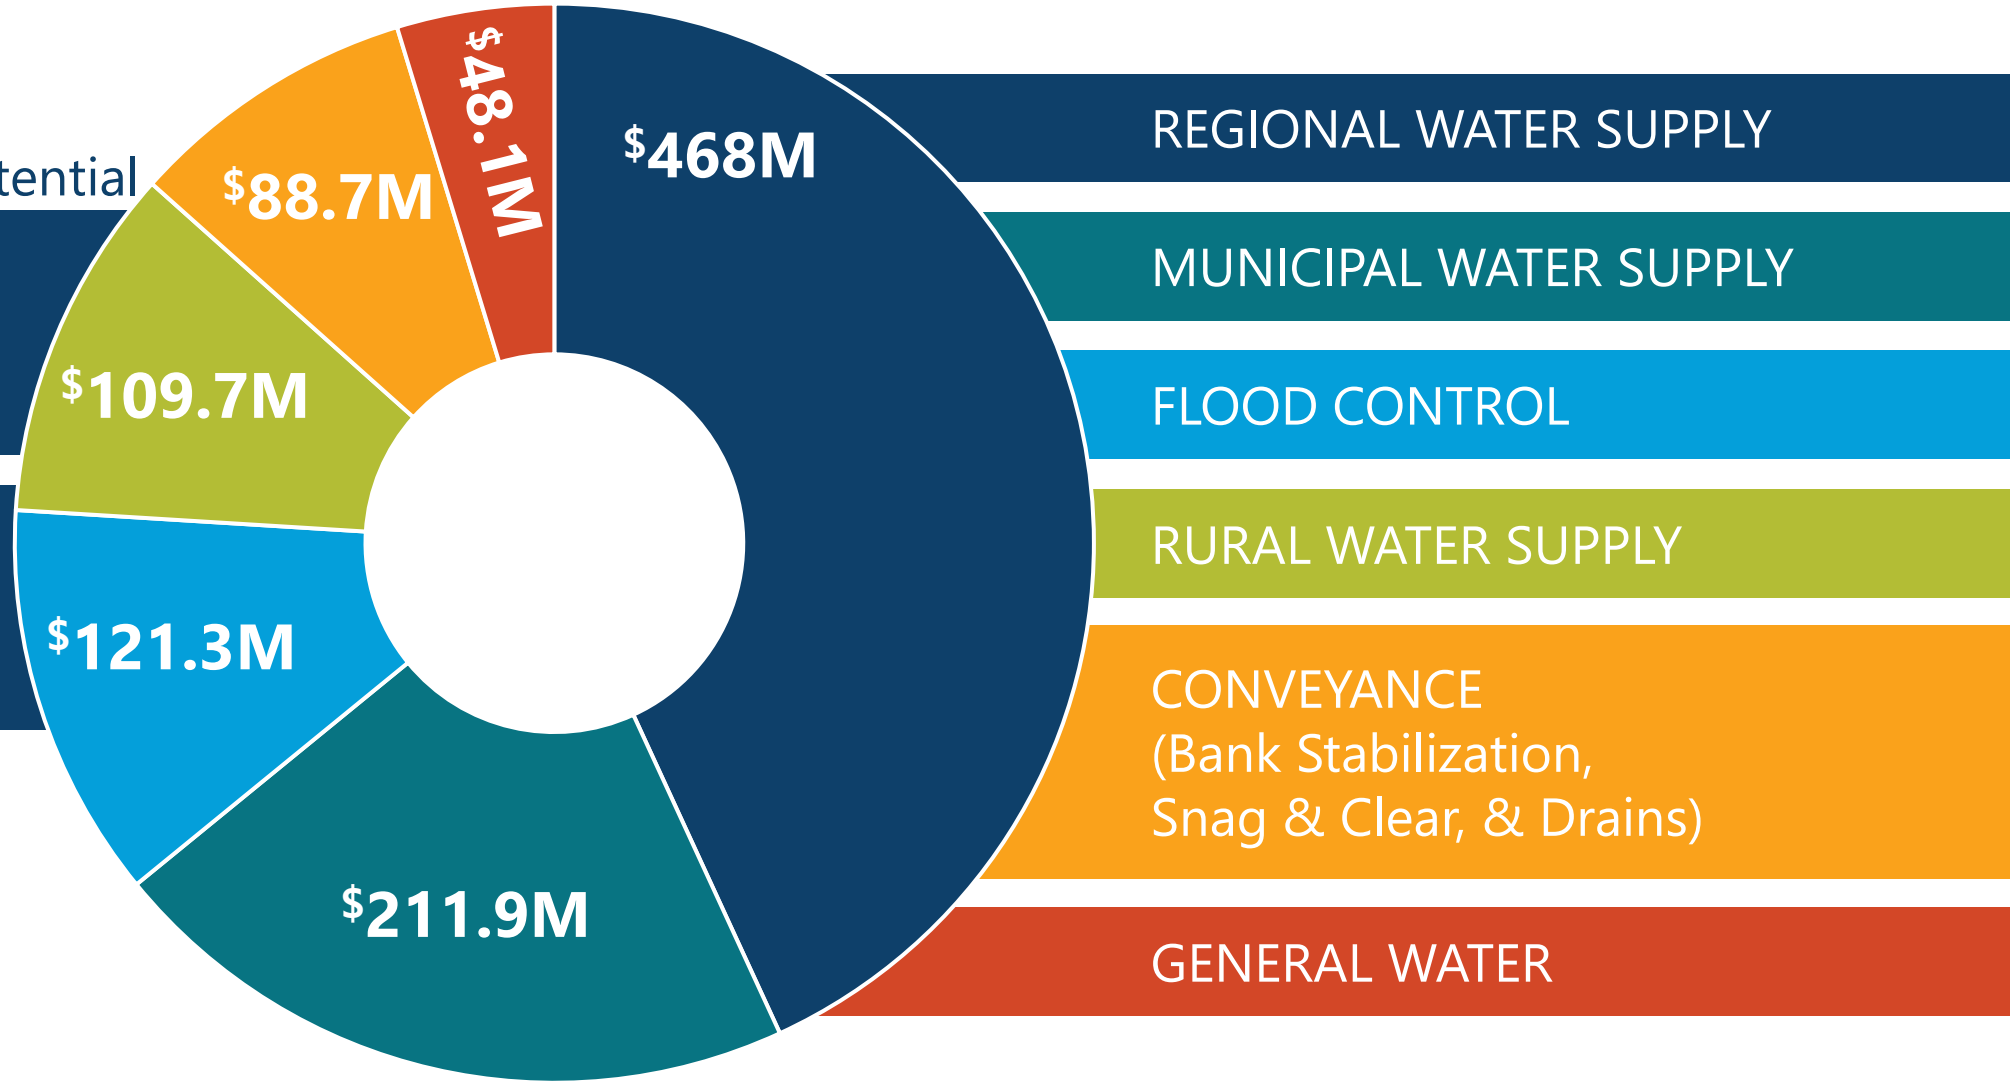 tential
$48.1M
$88.7M
$468M
$109.7M
$121.3M
$211.9M
REGIONAL WATER SUPPLY
MUNICIPAL WATER SUPPLY
FLOOD CONTROL
RURAL WATER SUPPLY
CONVEYANCE
(Bank Stabilization,
Snag & Clear, & Drains)
GENERAL WATER